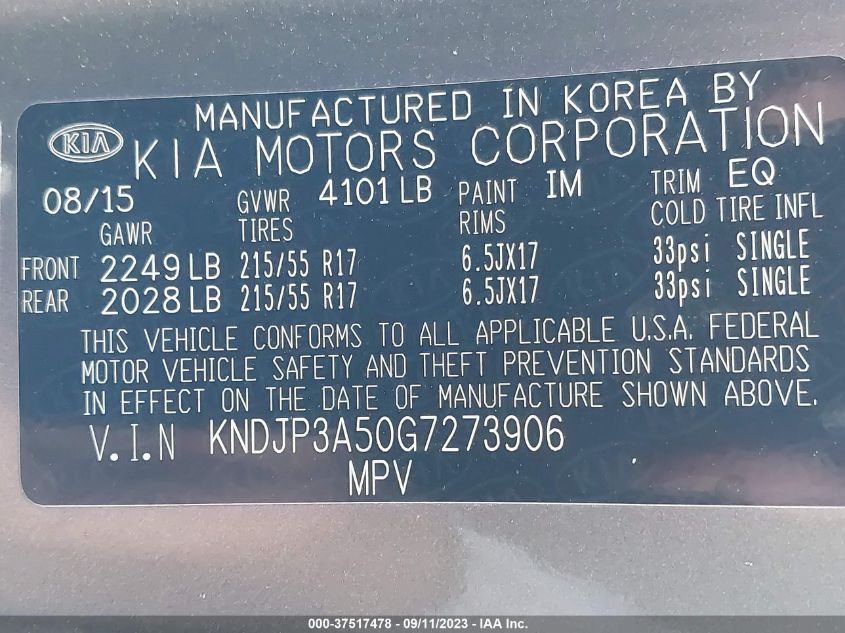 MANUFACTURED IN KOREA BY
KIA KIA MOTORS CORPORATION
08/15 GVWR 4101 LB PAINT IM TRIM EQ
GAWR TIRES RIMS COLD TIRE INFL
FRONT 2249 LB 215/55 R17 6.5JX17 33psi SINGLE
REAR 2028 LB 215/55 R17 6.5JX17 33psi SINGLE
THIS VEHICLE CONFORMS TO ALL APPLICABLE U.S.A. FEDERAL
MOTOR VEHICLE SAFETY AND THEFT PREVENTION STANDARDS
IN EFFECT ON THE DATE OF MANUFACTURE SHOWN ABOVE.
V.I.N KNDJP3A50G7273906
MPV
000-37517478 - 09/11/2023 - IAA Inc.